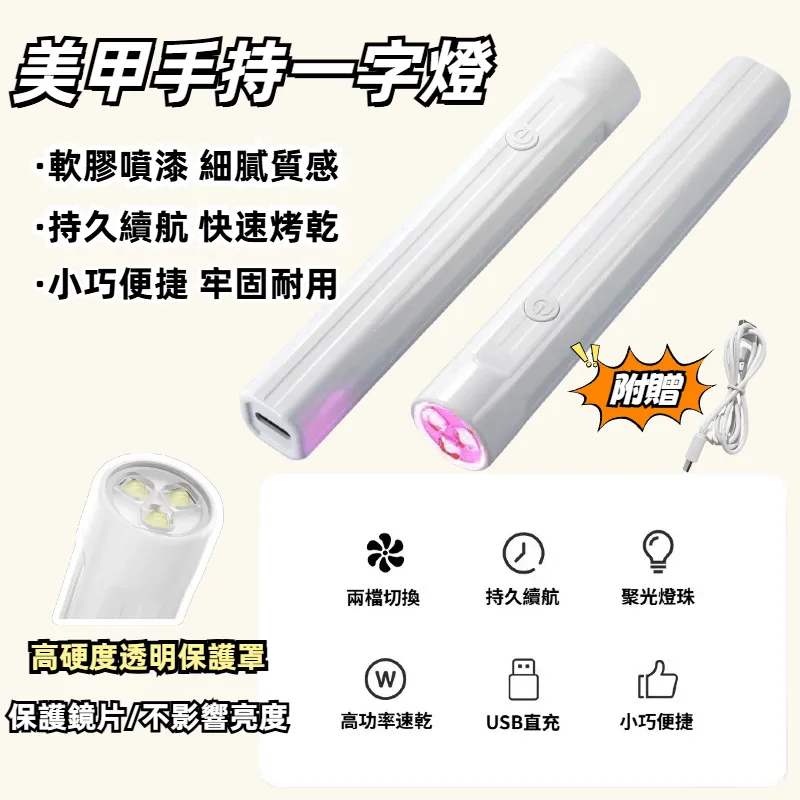 美甲手持一字燈
·軟膠噴漆 細膩質感
·持久續航 快速烤乾
·小巧便捷 牢固耐用
附贈
兩檔切換
持久續航
聚光燈珠
W
高功率速乾
USB直充
小巧便捷
高硬度透明保護罩
保護鏡片/不影響亮度